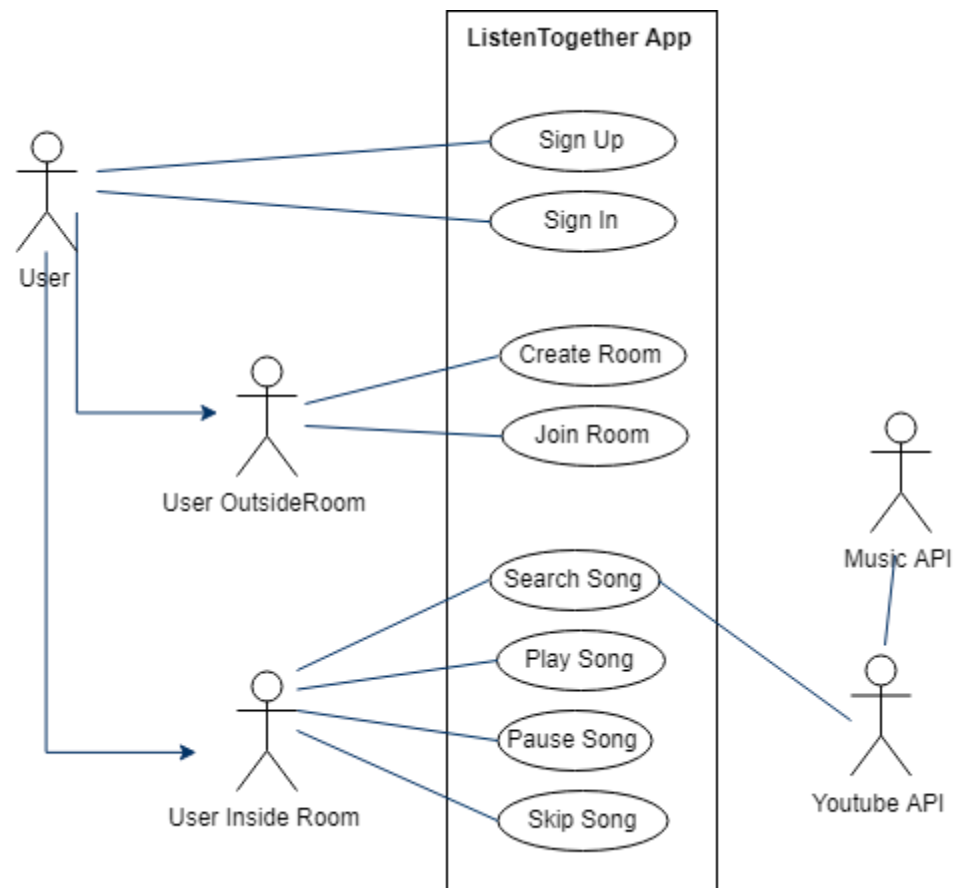 ListenTogether App
Sign Up
Sign In
User
Create Room
Join Room
User OutsideRoom
Music API
Search Song
Play Song
Pause Song
Skip Song
User Inside Room
Youtube API